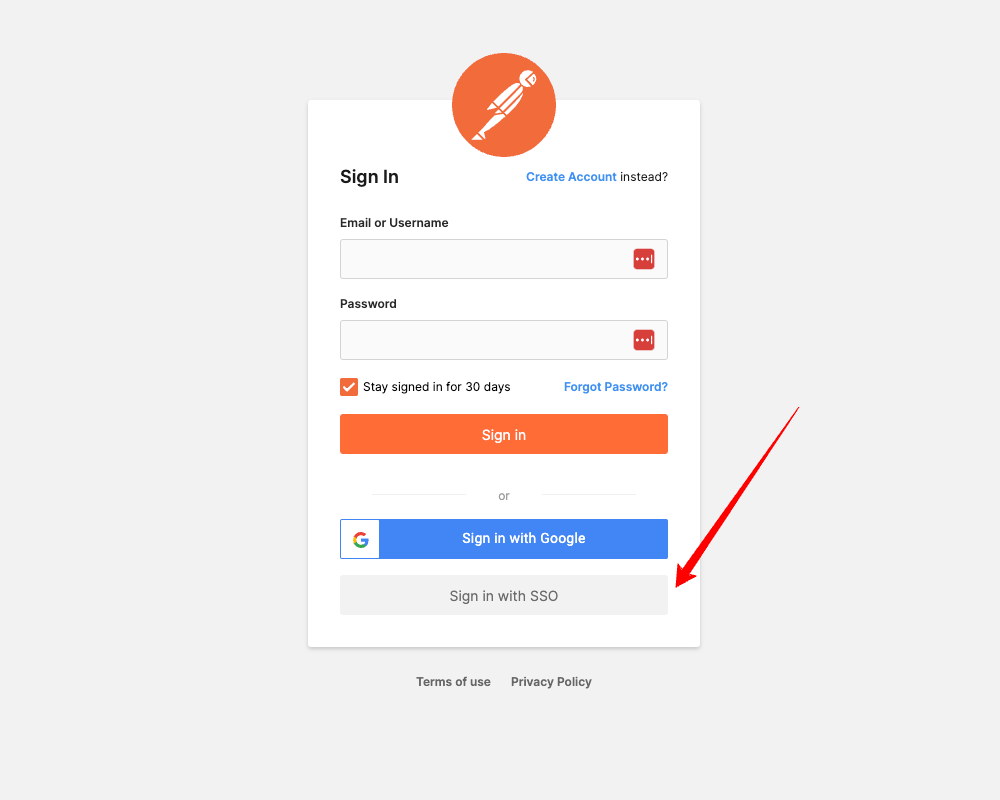 Sign In
Create Account instead?
Email or Username
Password
Stay signed in for 30 days
Forgot Password?
Sign in
or
Sign in with Google
Sign in with SSO
Terms of use
Privacy Policy